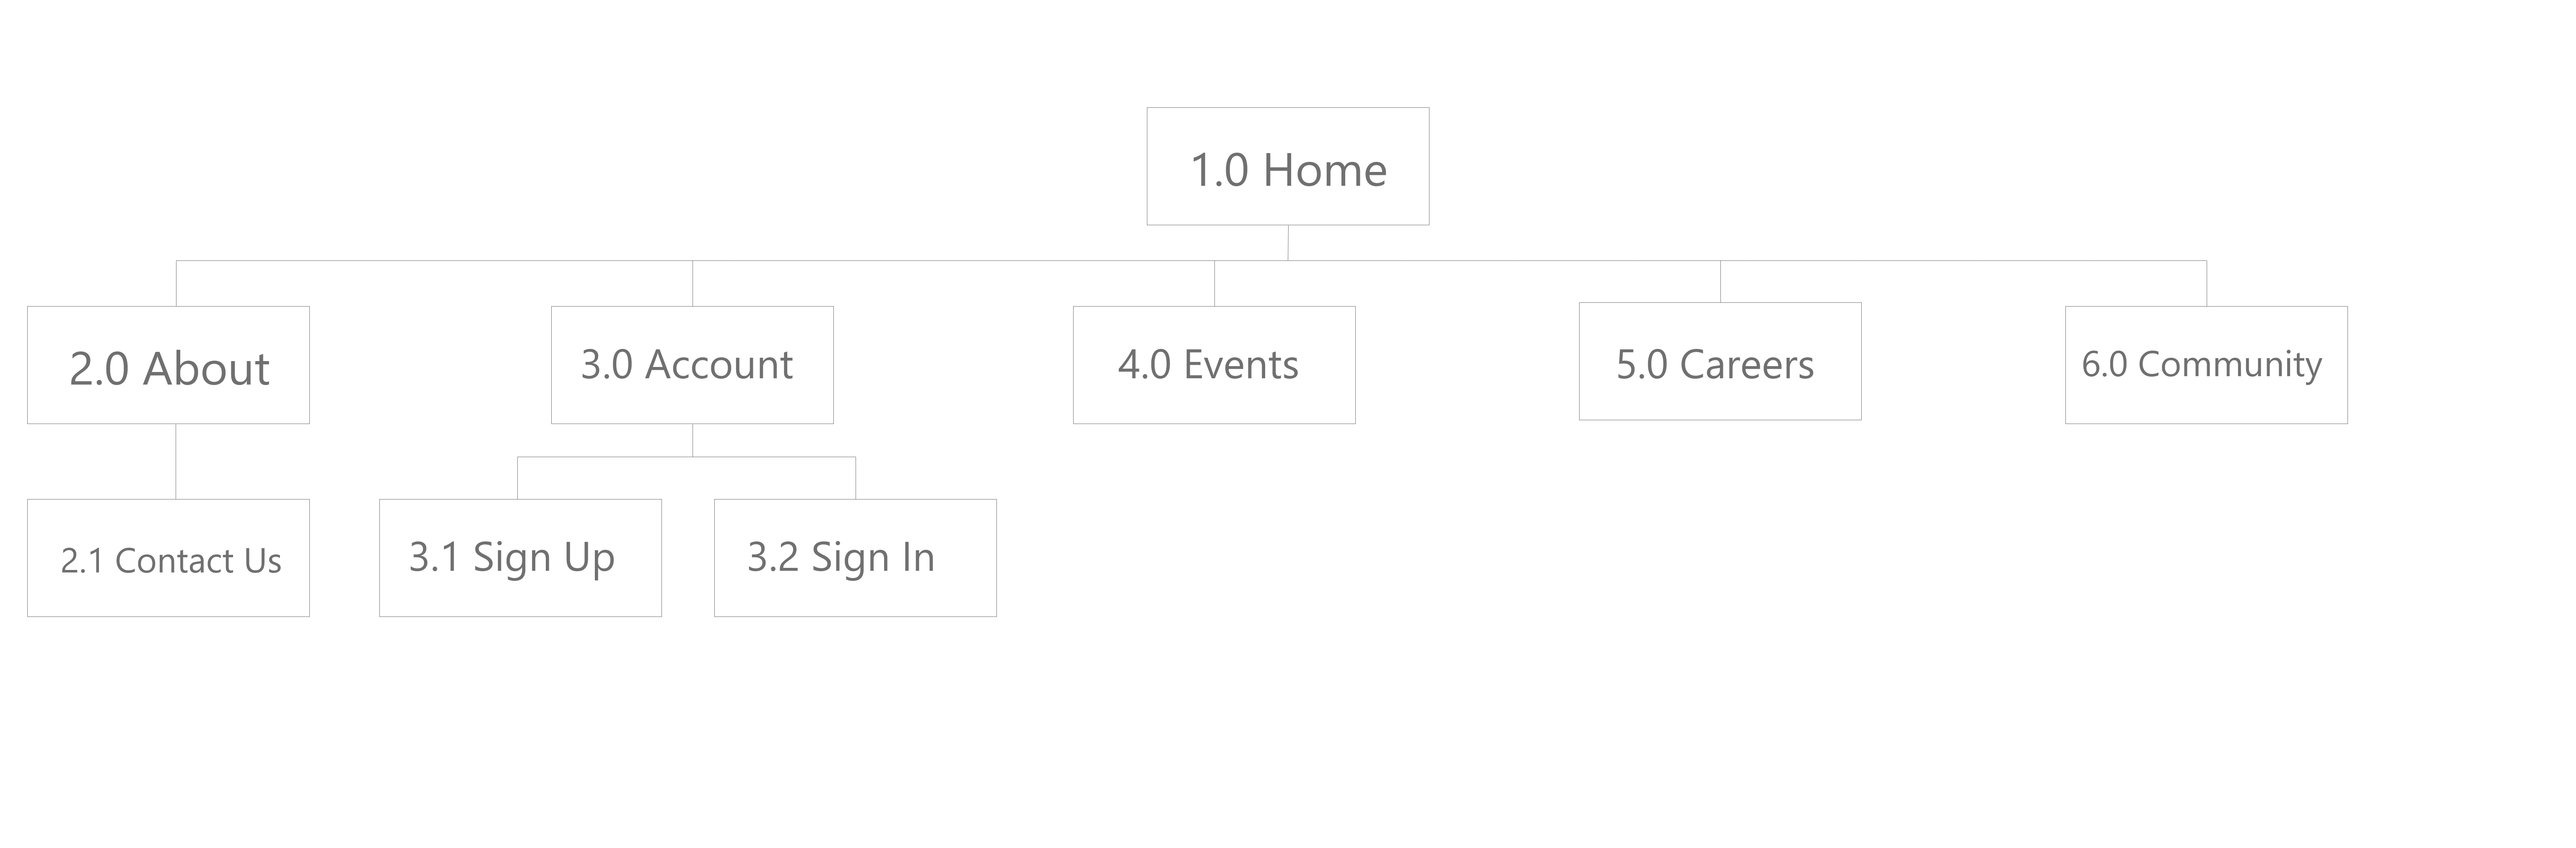 1.0 Home
2.0 About
3.0 Account
4.0 Events
5.0 Careers
6.0 Community
2.1 Contact Us
3.1 Sign Up
3.2 Sign In